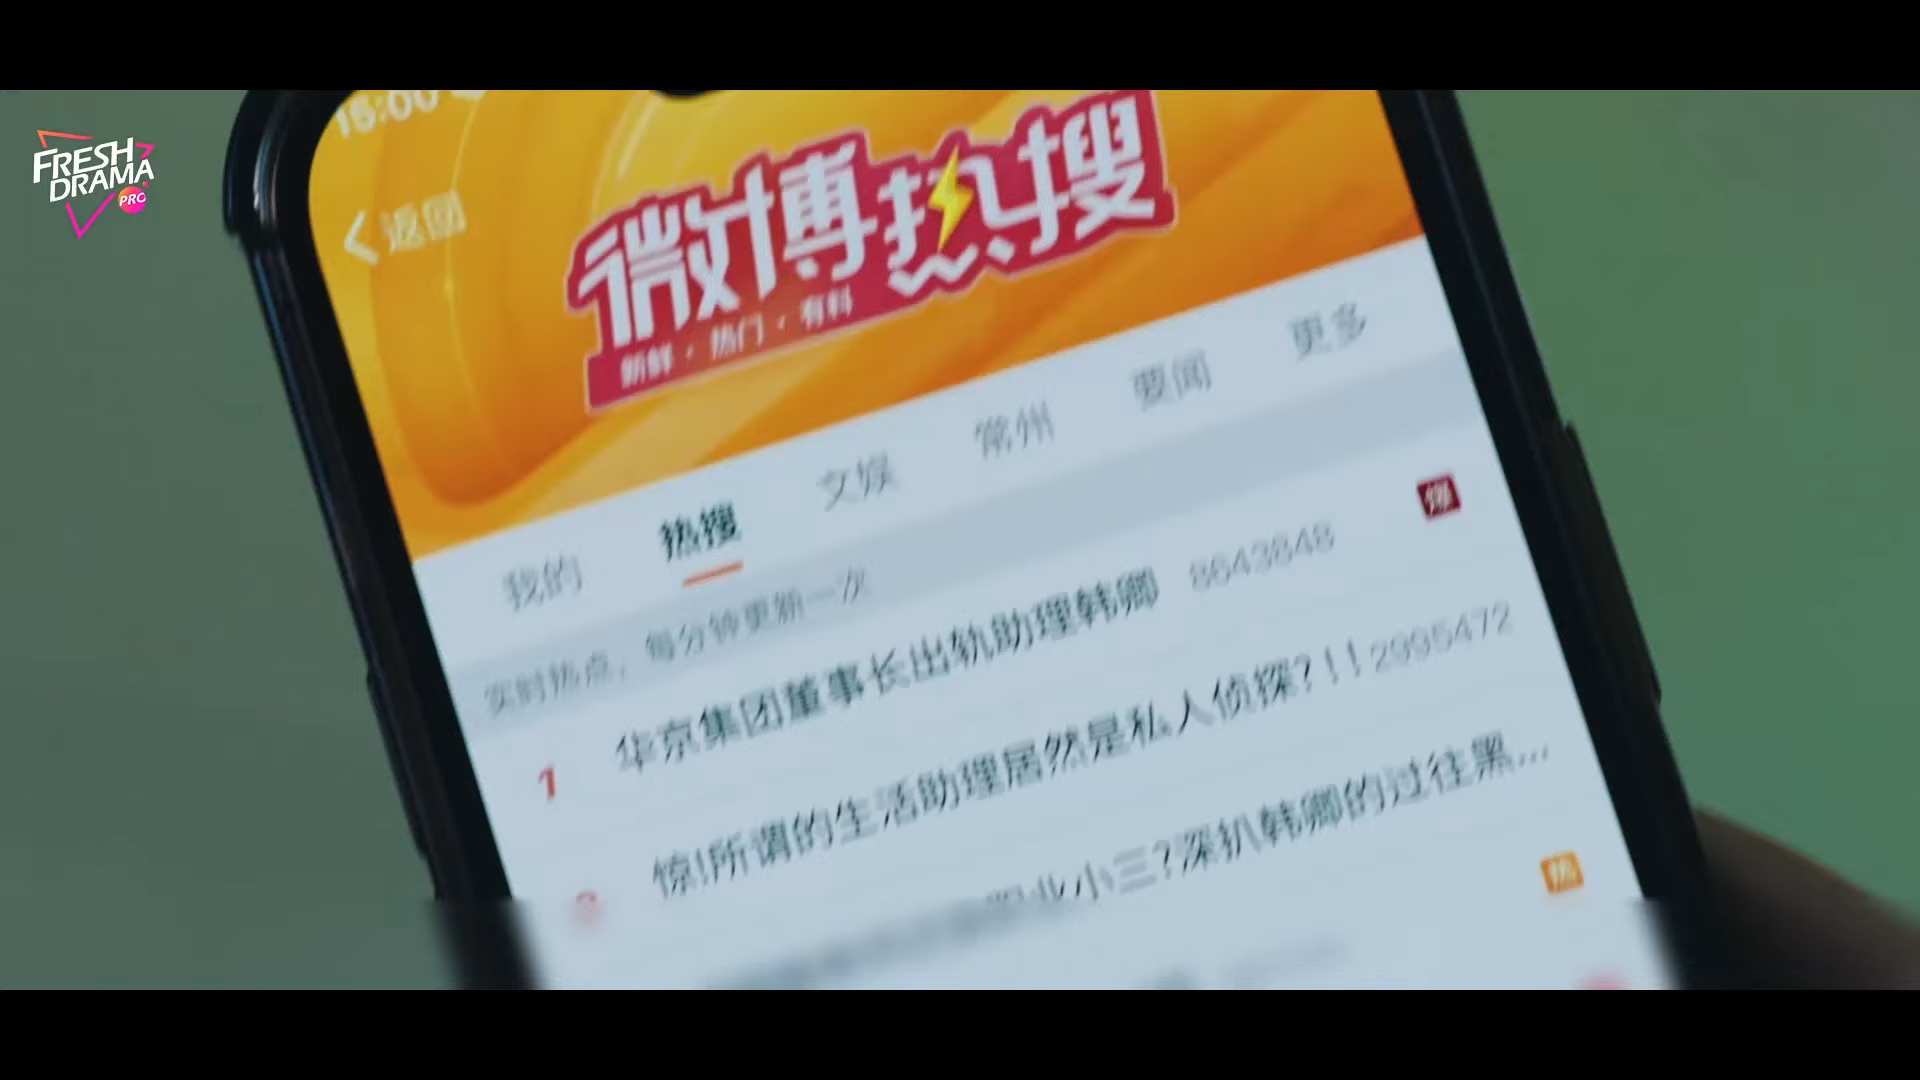 FRESH
DRAMA
PRO
返回
微博热搜
新鲜·热门·有料
我的 热搜 文娱 常州 要闻 更多
实时热点,每分钟更新一次
1 华京集团董事长出轨助理韩卿 8643848 爆
2 惊!所谓的生活助理居然是私人侦探?!! 2995472
职业小三?深扒韩卿的过往黑... 热